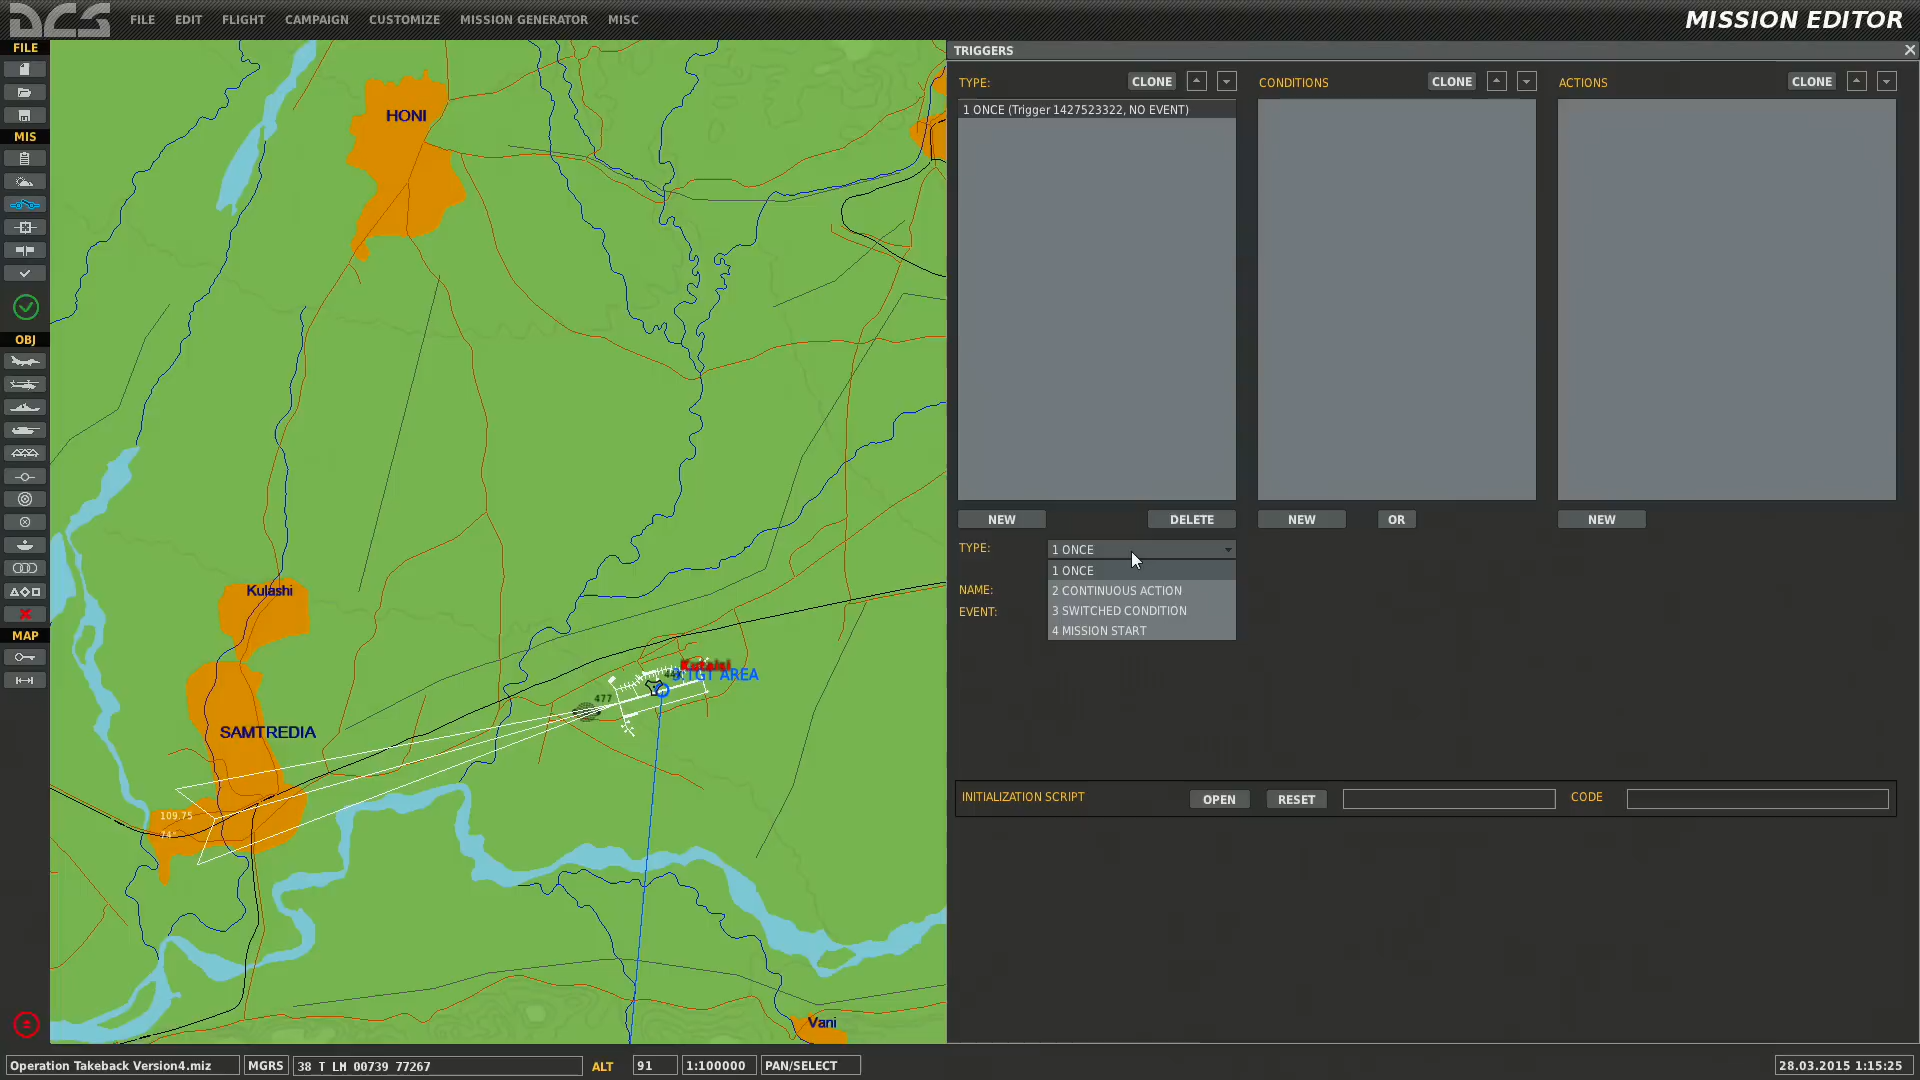 DCS
FILE EDIT FLIGHT CAMPAIGN CUSTOMIZE MISSION GENERATOR MISC
MISSION EDITOR
FILE
MIS
OBJ
MAP
HONI
Kulashi
SAMTREDIA
109.75
74°
477
Kutaisi
TGT AREA
Vani
TRIGGERS
TYPE: CLONE
CONDITIONS CLONE
ACTIONS CLONE
1 ONCE (Trigger 1427523322, NO EVENT)
NEW DELETE
NEW OR
NEW
TYPE: 1 ONCE
1 ONCE
2 CONTINUOUS ACTION
3 SWITCHED CONDITION
4 MISSION START
NAME:
EVENT:
INITIALIZATION SCRIPT OPEN RESET CODE
Operation Takeback Version4.miz MGRS 38 T LM 00739 77267 ALT 91 1:100000 PAN/SELECT 28.03.2015 1:15:25